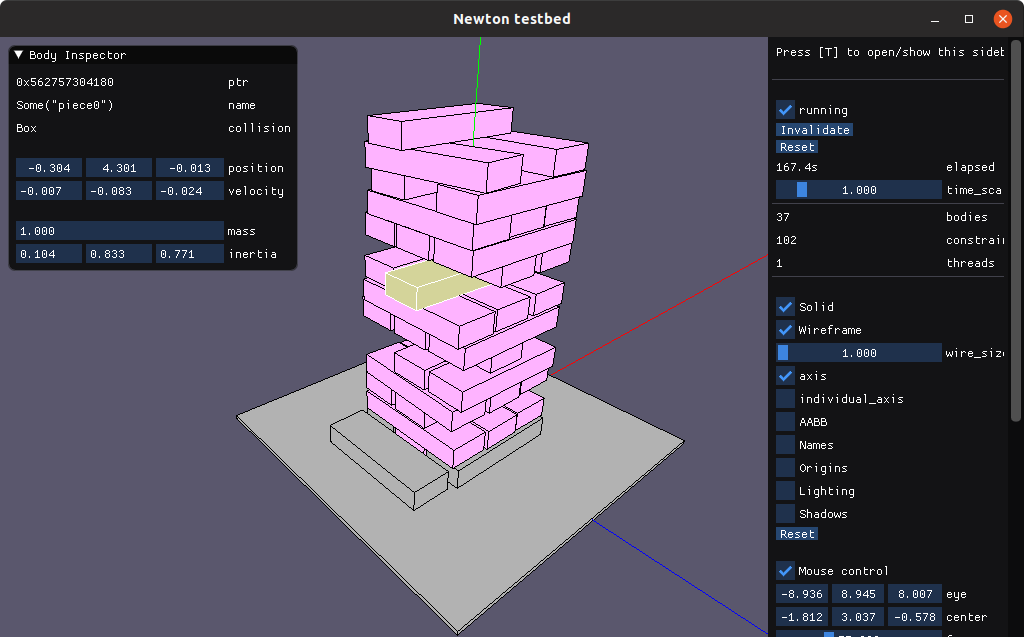 Newton testbed
▼ Body Inspector
0x562757304180 ptr
Some("piece0") name
Box collision
-0.304 4.301 -0.013 position
-0.007 -0.083 -0.024 velocity
1.000 mass
0.104 0.833 0.771 inertia
Press [T] to open/show this sideb
running
Invalidate
Reset
167.4s elapsed
1.000 time_sca
37 bodies
102 constrai
1 threads
Solid
Wireframe
1.000 wire_size
axis
individual_axis
AABB
Names
Origins
Lighting
Shadows
Reset
Mouse control
-8.936 8.945 8.007 eye
-1.812 3.037 -0.578 center